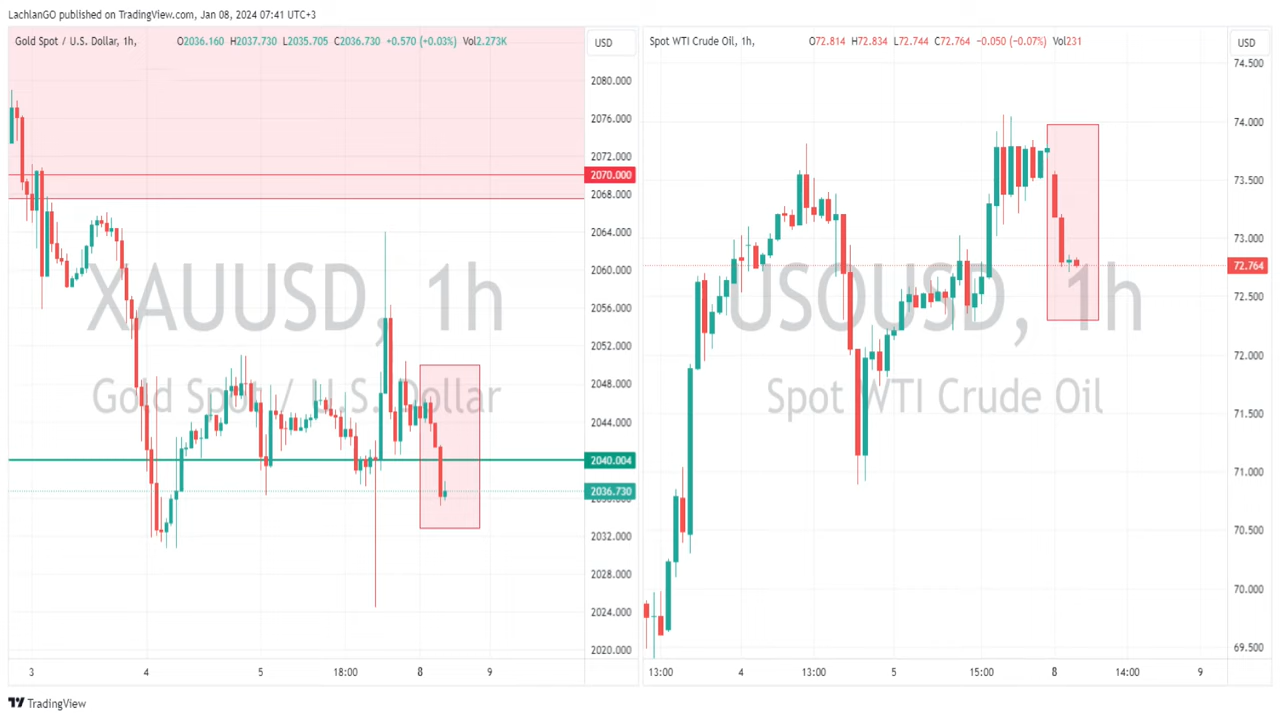 LachlanGO published on TradingView.com, Jan 08, 2024 07:41 UTC+3
Gold Spot / U.S. Dollar, 1h, O2036.160 H2037.730 L2035.705 C2036.730 +0.570 (+0.03%) Vol2.273K
USD
2080.000
2076.000
2072.000
2070.000
2068.000
2064.000
2060.000
2056.000
2052.000
2048.000
2044.000
2040.004
2036.730
2032.000
2028.000
2024.000
2020.000
XAUUSD, 1h
Gold Spot / U.S. Dollar
3 4 5 18:00 8 9
Spot WTI Crude Oil, 1h, O72.814 H72.834 L72.744 C72.764 −0.050 (−0.07%) Vol231
USD
74.500
74.000
73.500
73.000
72.764
72.500
72.000
71.500
71.000
70.500
70.000
69.500
USOUSD, 1h
Spot WTI Crude Oil
13:00 4 13:00 5 15:00 8 14:00 9
TradingView